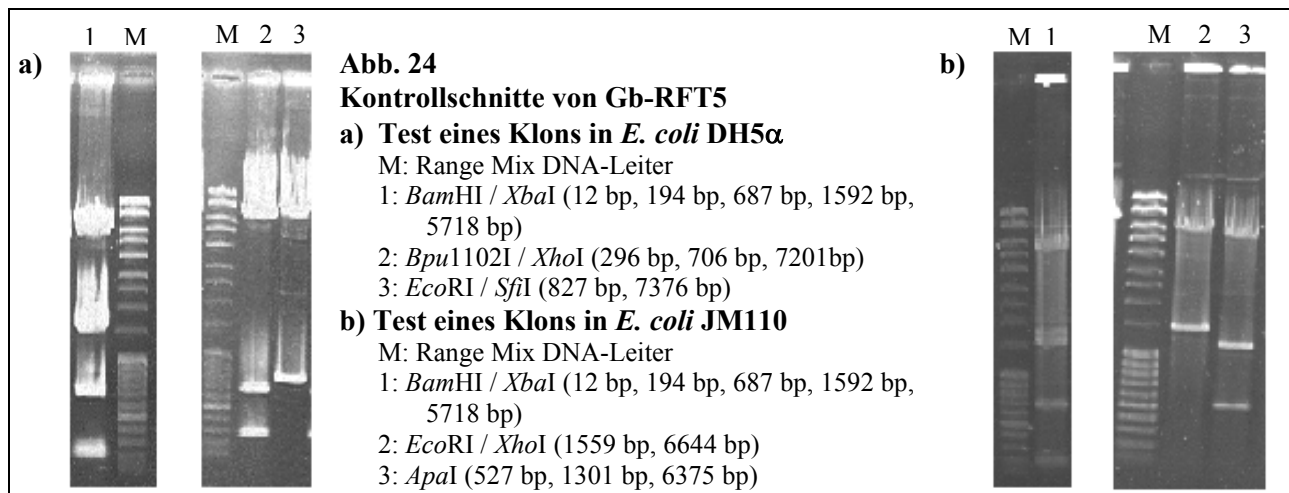 1 M
M 2 3
a)
Abb. 24
Kontrollschnitte von Gb-RFT5
a) Test eines Klons in E. coli DH5α
M: Range Mix DNA-Leiter
1: BamHI / XbaI (12 bp, 194 bp, 687 bp, 1592 bp,
5718 bp)
2: Bpu1102I / XhoI (296 bp, 706 bp, 7201bp)
3: EcoRI / SfiI (827 bp, 7376 bp)
b) Test eines Klons in E. coli JM110
M: Range Mix DNA-Leiter
1: BamHI / XbaI (12 bp, 194 bp, 687 bp, 1592 bp,
5718 bp)
2: EcoRI / XhoI (1559 bp, 6644 bp)
3: ApaI (527 bp, 1301 bp, 6375 bp)
b)
M 1
M 2 3